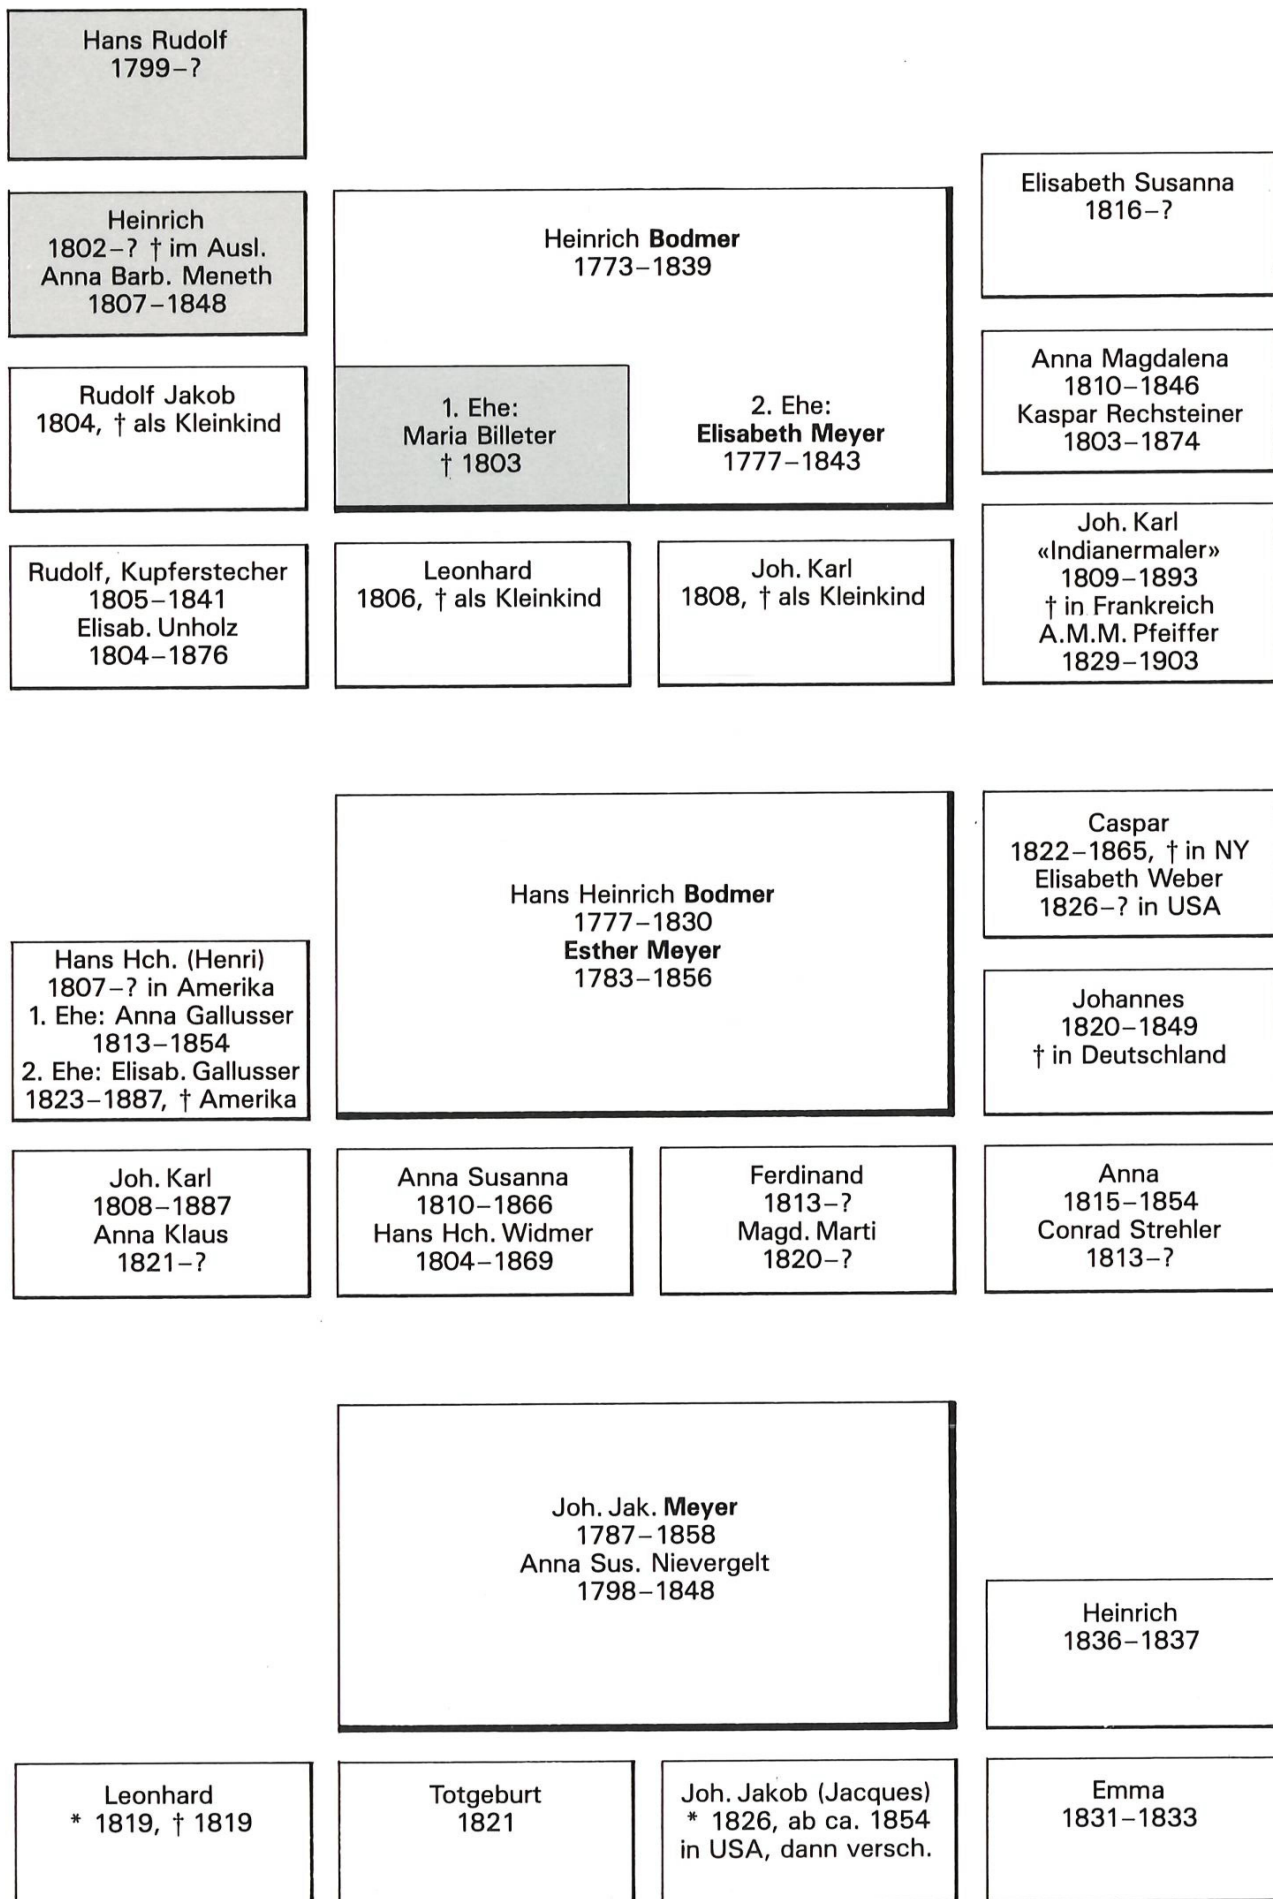 Hans Rudolf
1799–?
Heinrich
1802–? † im Ausl.
Anna Barb. Meneth
1807–1848
Rudolf Jakob
1804, † als Kleinkind
Rudolf, Kupferstecher
1805–1841
Elisab. Unholz
1804–1876
Heinrich Bodmer
1773–1839
1. Ehe:
Maria Billeter
† 1803
2. Ehe:
Elisabeth Meyer
1777–1843
Leonhard
1806, † als Kleinkind
Joh. Karl
1808, † als Kleinkind
Elisabeth Susanna
1816–?
Anna Magdalena
1810–1846
Kaspar Rechsteiner
1803–1874
Joh. Karl
«Indianermaler»
1809–1893
† in Frankreich
A.M.M. Pfeiffer
1829–1903
Hans Heinrich Bodmer
1777–1830
Esther Meyer
1783–1856
Caspar
1822–1865, † in NY
Elisabeth Weber
1826–? in USA
Hans Hch. (Henri)
1807–? in Amerika
1. Ehe: Anna Gallusser
1813–1854
2. Ehe: Elisab. Gallusser
1823–1887, † Amerika
Johannes
1820–1849
† in Deutschland
Joh. Karl
1808–1887
Anna Klaus
1821–?
Anna Susanna
1810–1866
Hans Hch. Widmer
1804–1869
Ferdinand
1813–?
Magd. Marti
1820–?
Anna
1815–1854
Conrad Strehler
1813–?
Joh. Jak. Meyer
1787–1858
Anna Sus. Nievergelt
1798–1848
Heinrich
1836–1837
Leonhard
* 1819, † 1819
Totgeburt
1821
Joh. Jakob (Jacques)
* 1826, ab ca. 1854
in USA, dann versch.
Emma
1831–1833